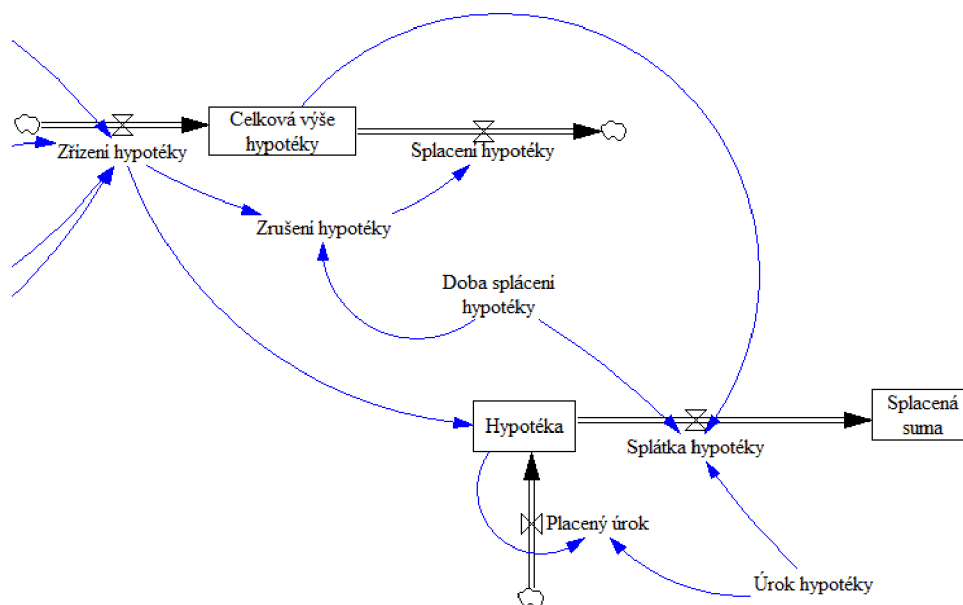 Celková výše
hypotéky
Zřízení hypotéky
Splacení hypotéky
Zrušení hypotéky
Doba splácení
hypotéky
Hypotéka
Splátka hypotéky
Splacená
suma
Placený úrok
Úrok hypotéky